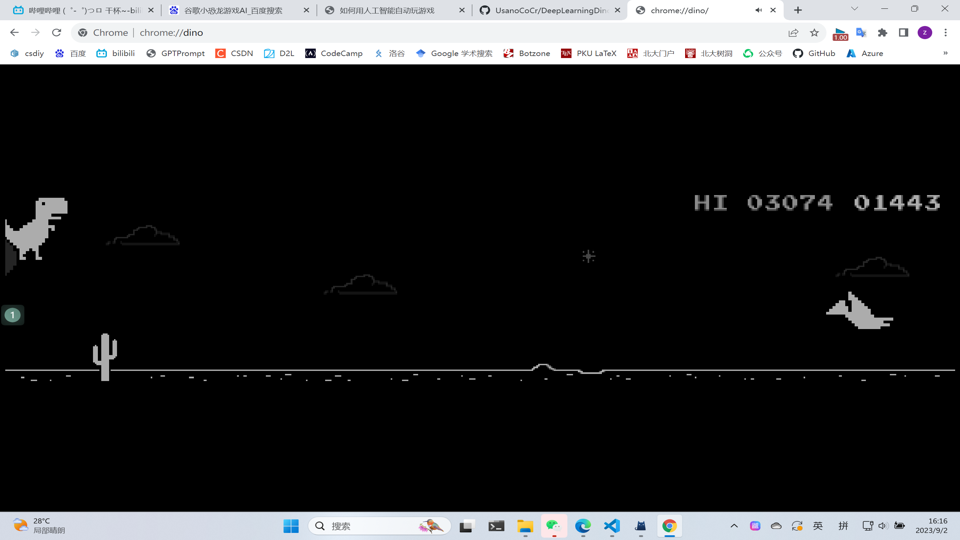 哔哩哔哩 (゜-゜)つロ 干杯~-bili
谷歌小恐龙游戏AI_百度搜索
如何用人工智能自动玩游戏
UsanoCoCr/DeepLearningDin
chrome://dino/
Chrome | chrome://dino
1.00
z
csdiy
百度
bilibili
GPTPrompt
CSDN
D2L
CodeCamp
洛谷
Google 学术搜索
Botzone
PKU LaTeX
北大门户
北大树洞
公众号
GitHub
Azure
»
HI 03074 01443
1
28°C
局部晴朗
搜索
英
拼
16:16
2023/9/2